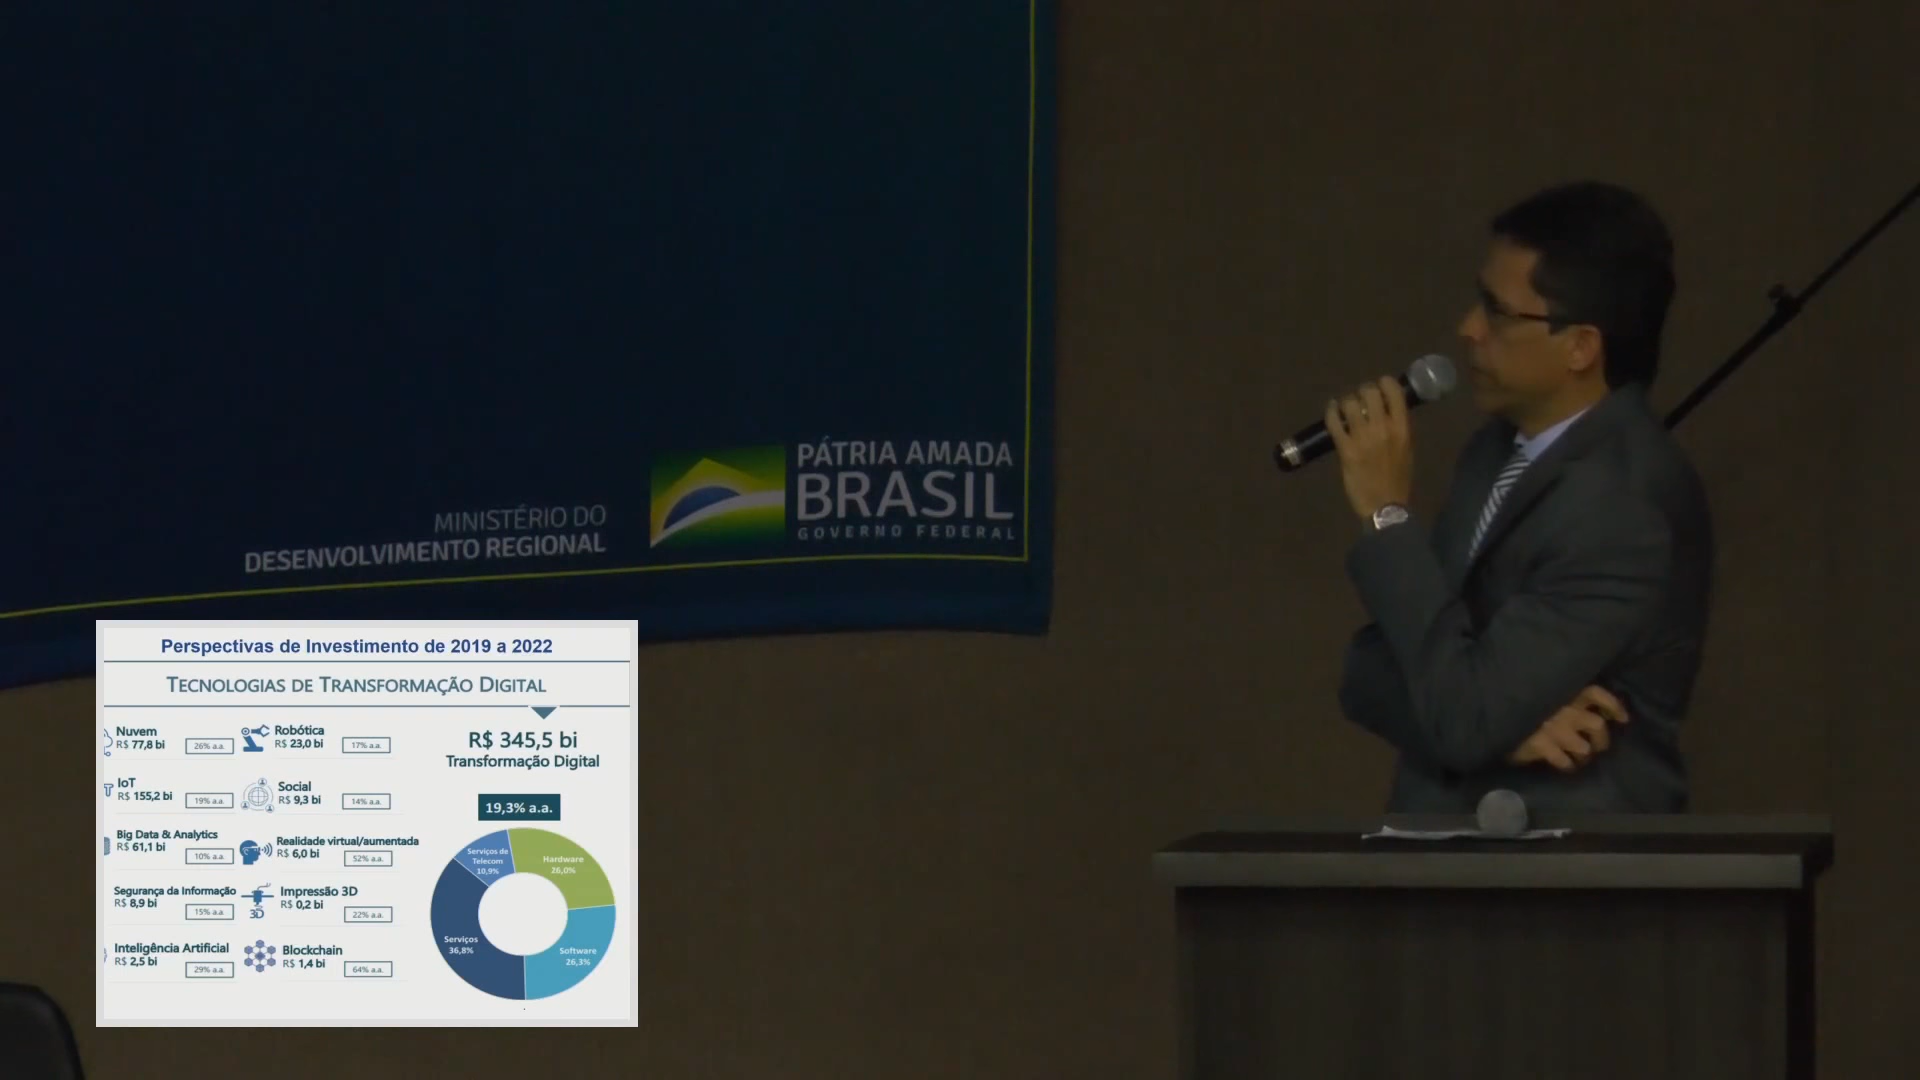 PÁTRIA AMADA
BRASIL
GOVERNO FEDERAL
MINISTÉRIO DO
DESENVOLVIMENTO REGIONAL
Perspectivas de Investimento de 2019 a 2022
TECNOLOGIAS DE TRANSFORMAÇÃO DIGITAL
Nuvem
R$ 77,8 bi
26% a.a.
Robótica
R$ 23,0 bi
17% a.a.
IoT
R$ 155,2 bi
19% a.a.
Social
R$ 9,3 bi
14% a.a.
Big Data & Analytics
R$ 61,1 bi
10% a.a.
Realidade virtual/aumentada
R$ 6,0 bi
52% a.a.
Segurança da Informação
R$ 8,9 bi
15% a.a.
3D
Impressão 3D
R$ 0,2 bi
22% a.a.
Inteligência Artificial
R$ 2,5 bi
29% a.a.
Blockchain
R$ 1,4 bi
64% a.a.
R$ 345,5 bi
Transformação Digital
19,3% a.a.
Serviços de
Telecom
10,9%
Hardware
26,0%
Serviços
36,8%
Software
26,3%